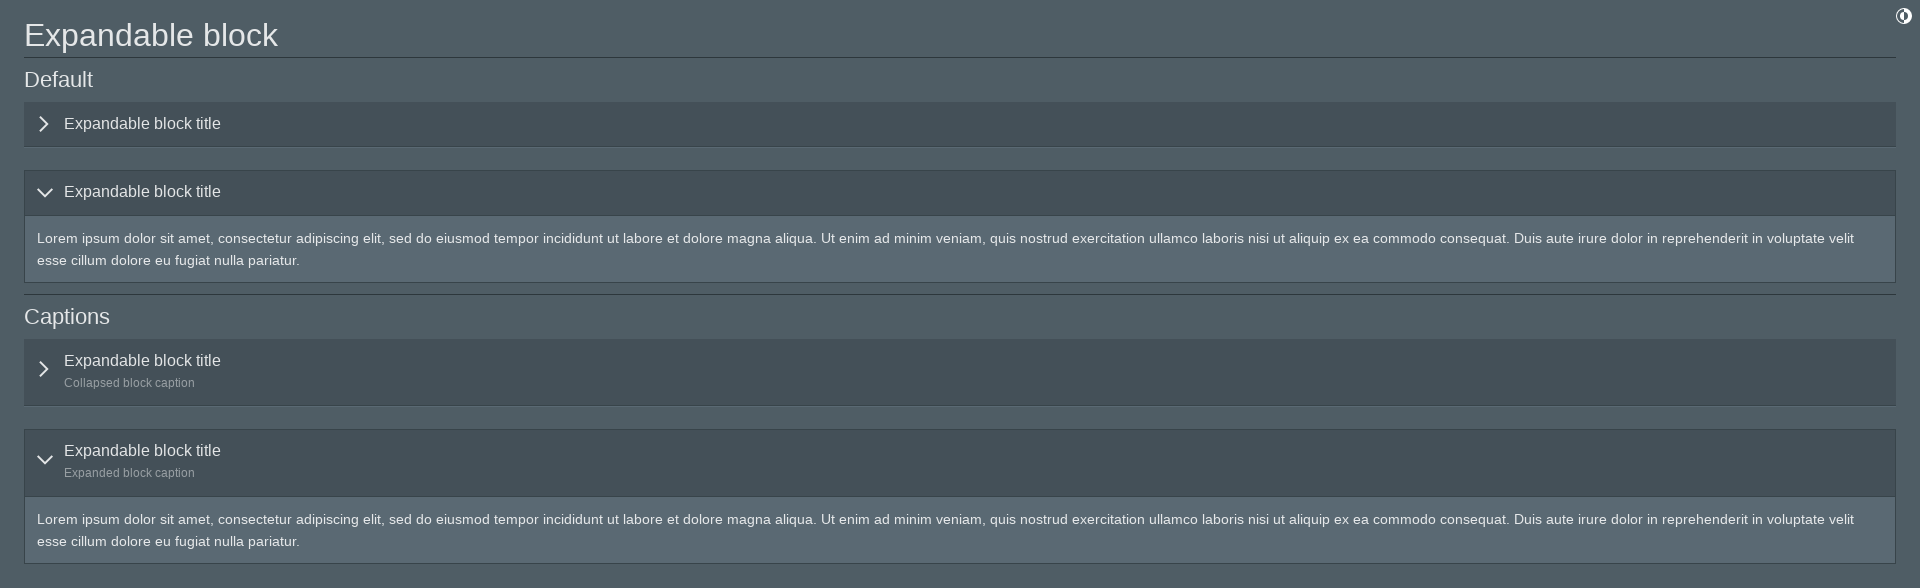 Expandable block
Default
Expandable block title
Expandable block title
Lorem ipsum dolor sit amet, consectetur adipiscing elit, sed do eiusmod tempor incididunt ut labore et dolore magna aliqua. Ut enim ad minim veniam, quis nostrud exercitation ullamco laboris nisi ut aliquip ex ea commodo consequat. Duis aute irure dolor in reprehenderit in voluptate velit
esse cillum dolore eu fugiat nulla pariatur.
Captions
Expandable block title
Collapsed block caption
Expandable block title
Expanded block caption
Lorem ipsum dolor sit amet, consectetur adipiscing elit, sed do eiusmod tempor incididunt ut labore et dolore magna aliqua. Ut enim ad minim veniam, quis nostrud exercitation ullamco laboris nisi ut aliquip ex ea commodo consequat. Duis aute irure dolor in reprehenderit in voluptate velit
esse cillum dolore eu fugiat nulla pariatur.